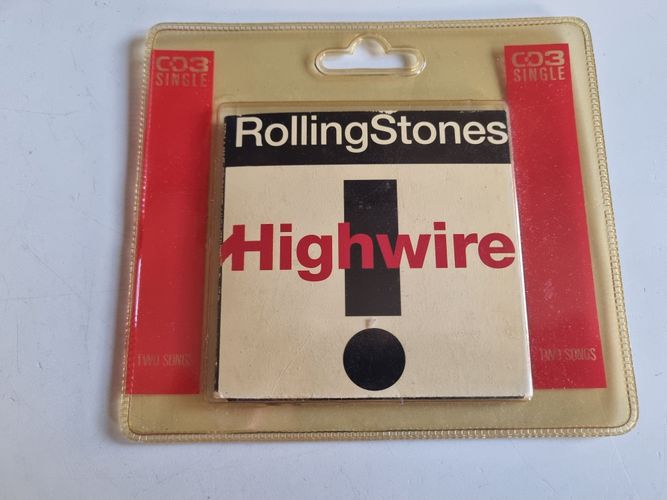 CD3
SINGLE
CD3
SINGLE
RollingStones
Highwire
!
TWO SONGS
TWO SONGS